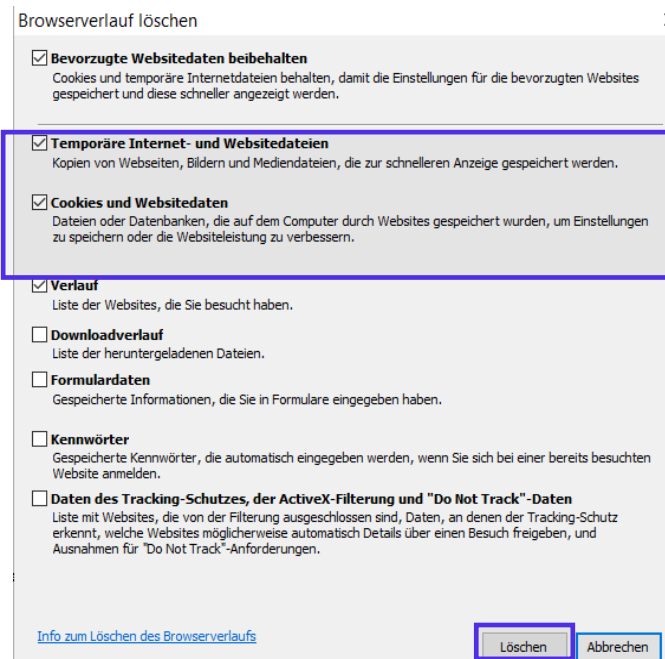 Browserverlauf löschen
Bevorzugte Websitedaten beibehalten
Cookies und temporäre Internetdateien behalten, damit die Einstellungen für die bevorzugten Websites
gespeichert und diese schneller angezeigt werden.
Temporäre Internet- und Websitedateien
Kopien von Webseiten, Bildern und Mediendateien, die zur schnelleren Anzeige gespeichert werden.
Cookies und Websitedaten
Dateien oder Datenbanken, die auf dem Computer durch Websites gespeichert wurden, um Einstellungen
zu speichern oder die Websiteleistung zu verbessern.
Verlauf
Liste der Websites, die Sie besucht haben.
Downloadverlauf
Liste der heruntergeladenen Dateien.
Formulardaten
Gespeicherte Informationen, die Sie in Formulare eingegeben haben.
Kennwörter
Gespeicherte Kennwörter, die automatisch eingegeben werden, wenn Sie sich bei einer bereits besuchten
Website anmelden.
Daten des Tracking-Schutzes, der ActiveX-Filterung und "Do Not Track"-Daten
Liste mit Websites, die von der Filterung ausgeschlossen sind, Daten, an denen der Tracking-Schutz
erkennt, welche Websites möglicherweise automatisch Details über einen Besuch freigeben, und
Ausnahmen für "Do Not Track"-Anforderungen.
Info zum Löschen des Browserverlaufs
Löschen
Abbrechen